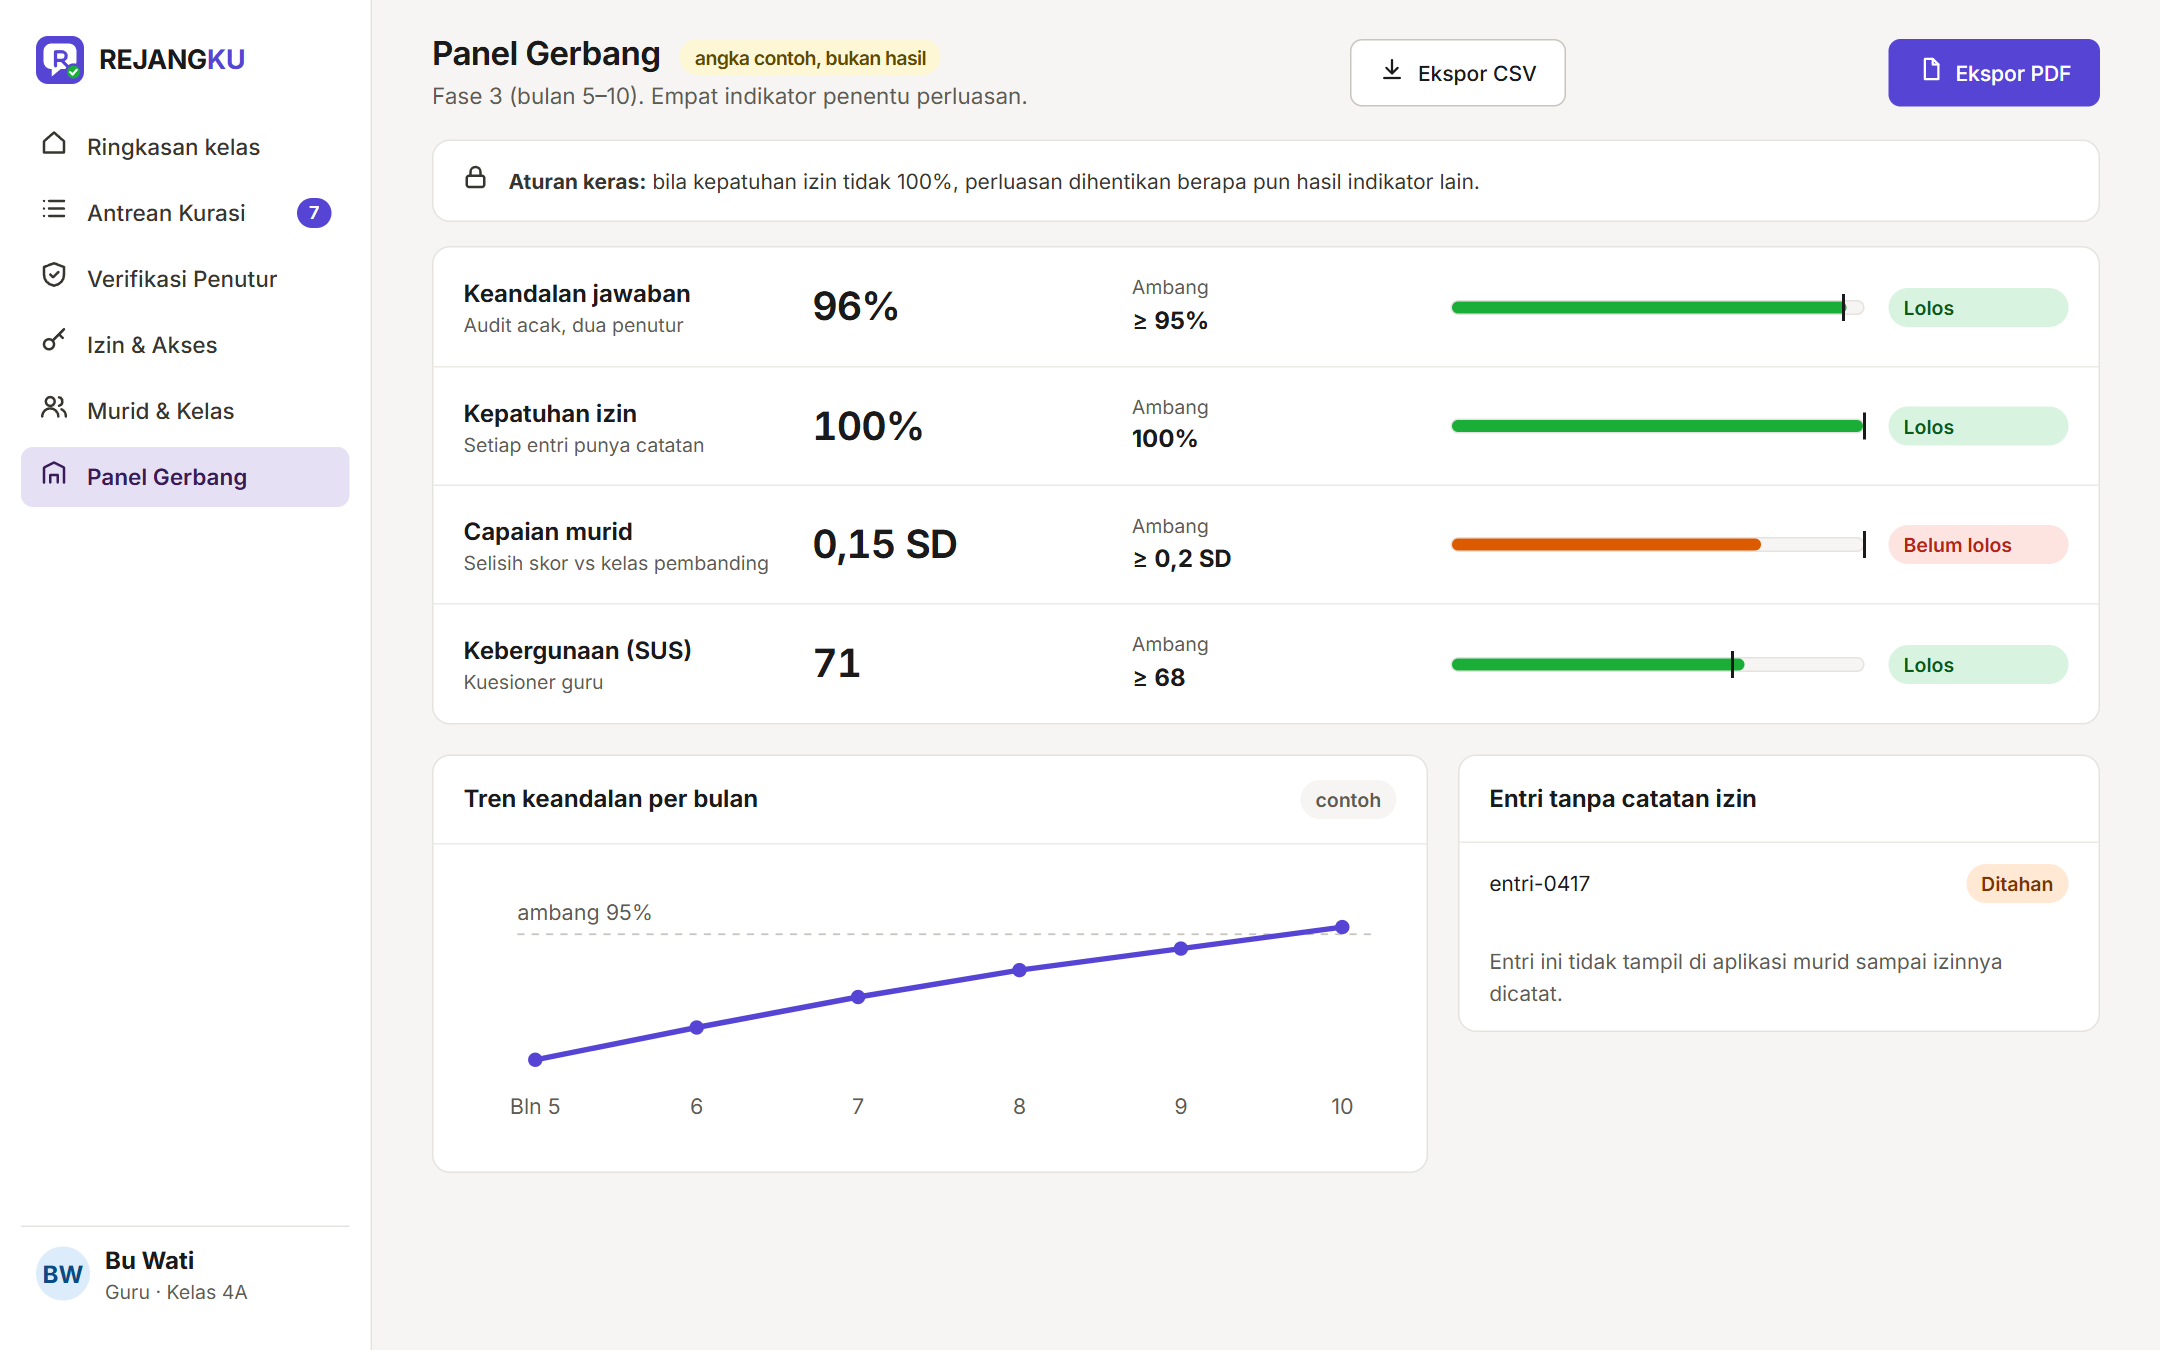 REJANGKU
Ringkasan kelas
Antrean Kurasi 7
Verifikasi Penutur
Izin & Akses
Murid & Kelas
Panel Gerbang
BW
Bu Wati
Guru · Kelas 4A
Panel Gerbang angka contoh, bukan hasil
Fase 3 (bulan 5–10). Empat indikator penentu perluasan.
Ekspor CSV
Ekspor PDF
Aturan keras: bila kepatuhan izin tidak 100%, perluasan dihentikan berapa pun hasil indikator lain.
Keandalan jawaban
Audit acak, dua penutur
96%
Ambang
≥ 95%
Lolos
Kepatuhan izin
Setiap entri punya catatan
100%
Ambang
100%
Lolos
Capaian murid
Selisih skor vs kelas pembanding
0,15 SD
Ambang
≥ 0,2 SD
Belum lolos
Kebergunaan (SUS)
Kuesioner guru
71
Ambang
≥ 68
Lolos
Tren keandalan per bulan
contoh
ambang 95%
Bln 5 6 7 8 9 10
Entri tanpa catatan izin
entri-0417 Ditahan
Entri ini tidak tampil di aplikasi murid sampai izinnya
dicatat.